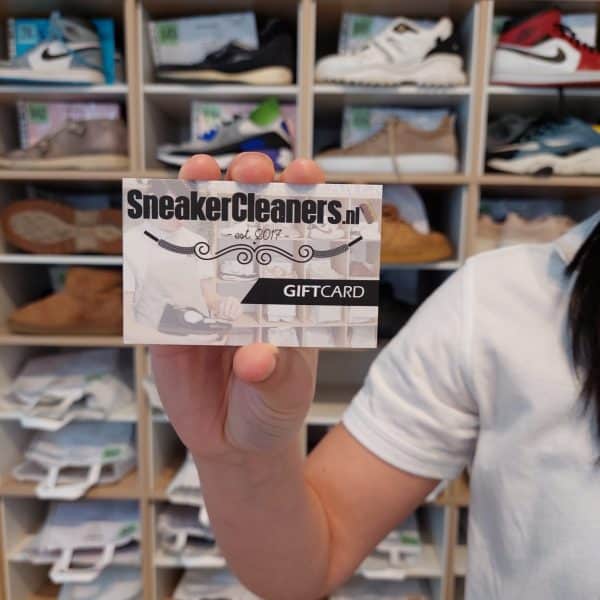 SneakerCleaners.nl
- est. 2017 -
GIFTCARD